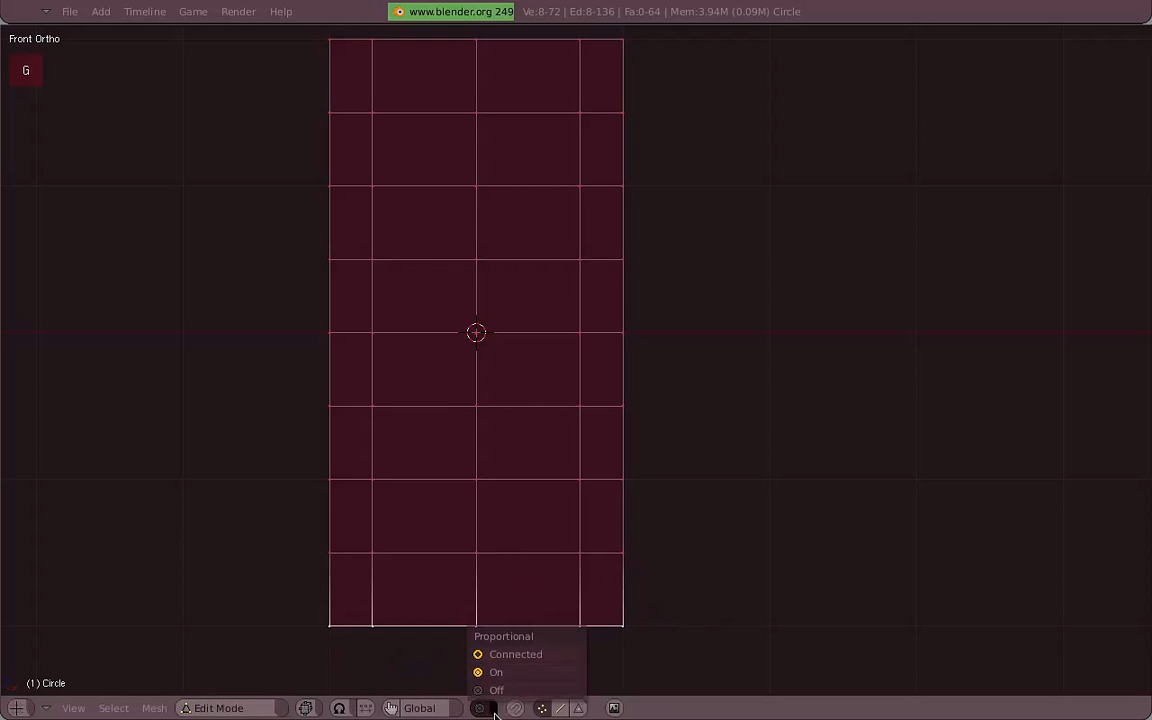 File Add Timeline Game Render Help www.blender.org 249 Ve:8-72 | Ed:8-136 | Fa:0-64 | Mem:3.94M (0.09M) Circle
Front Ortho
G
Proportional
Connected
On
Off
(1) Circle
View Select Mesh Edit Mode Global